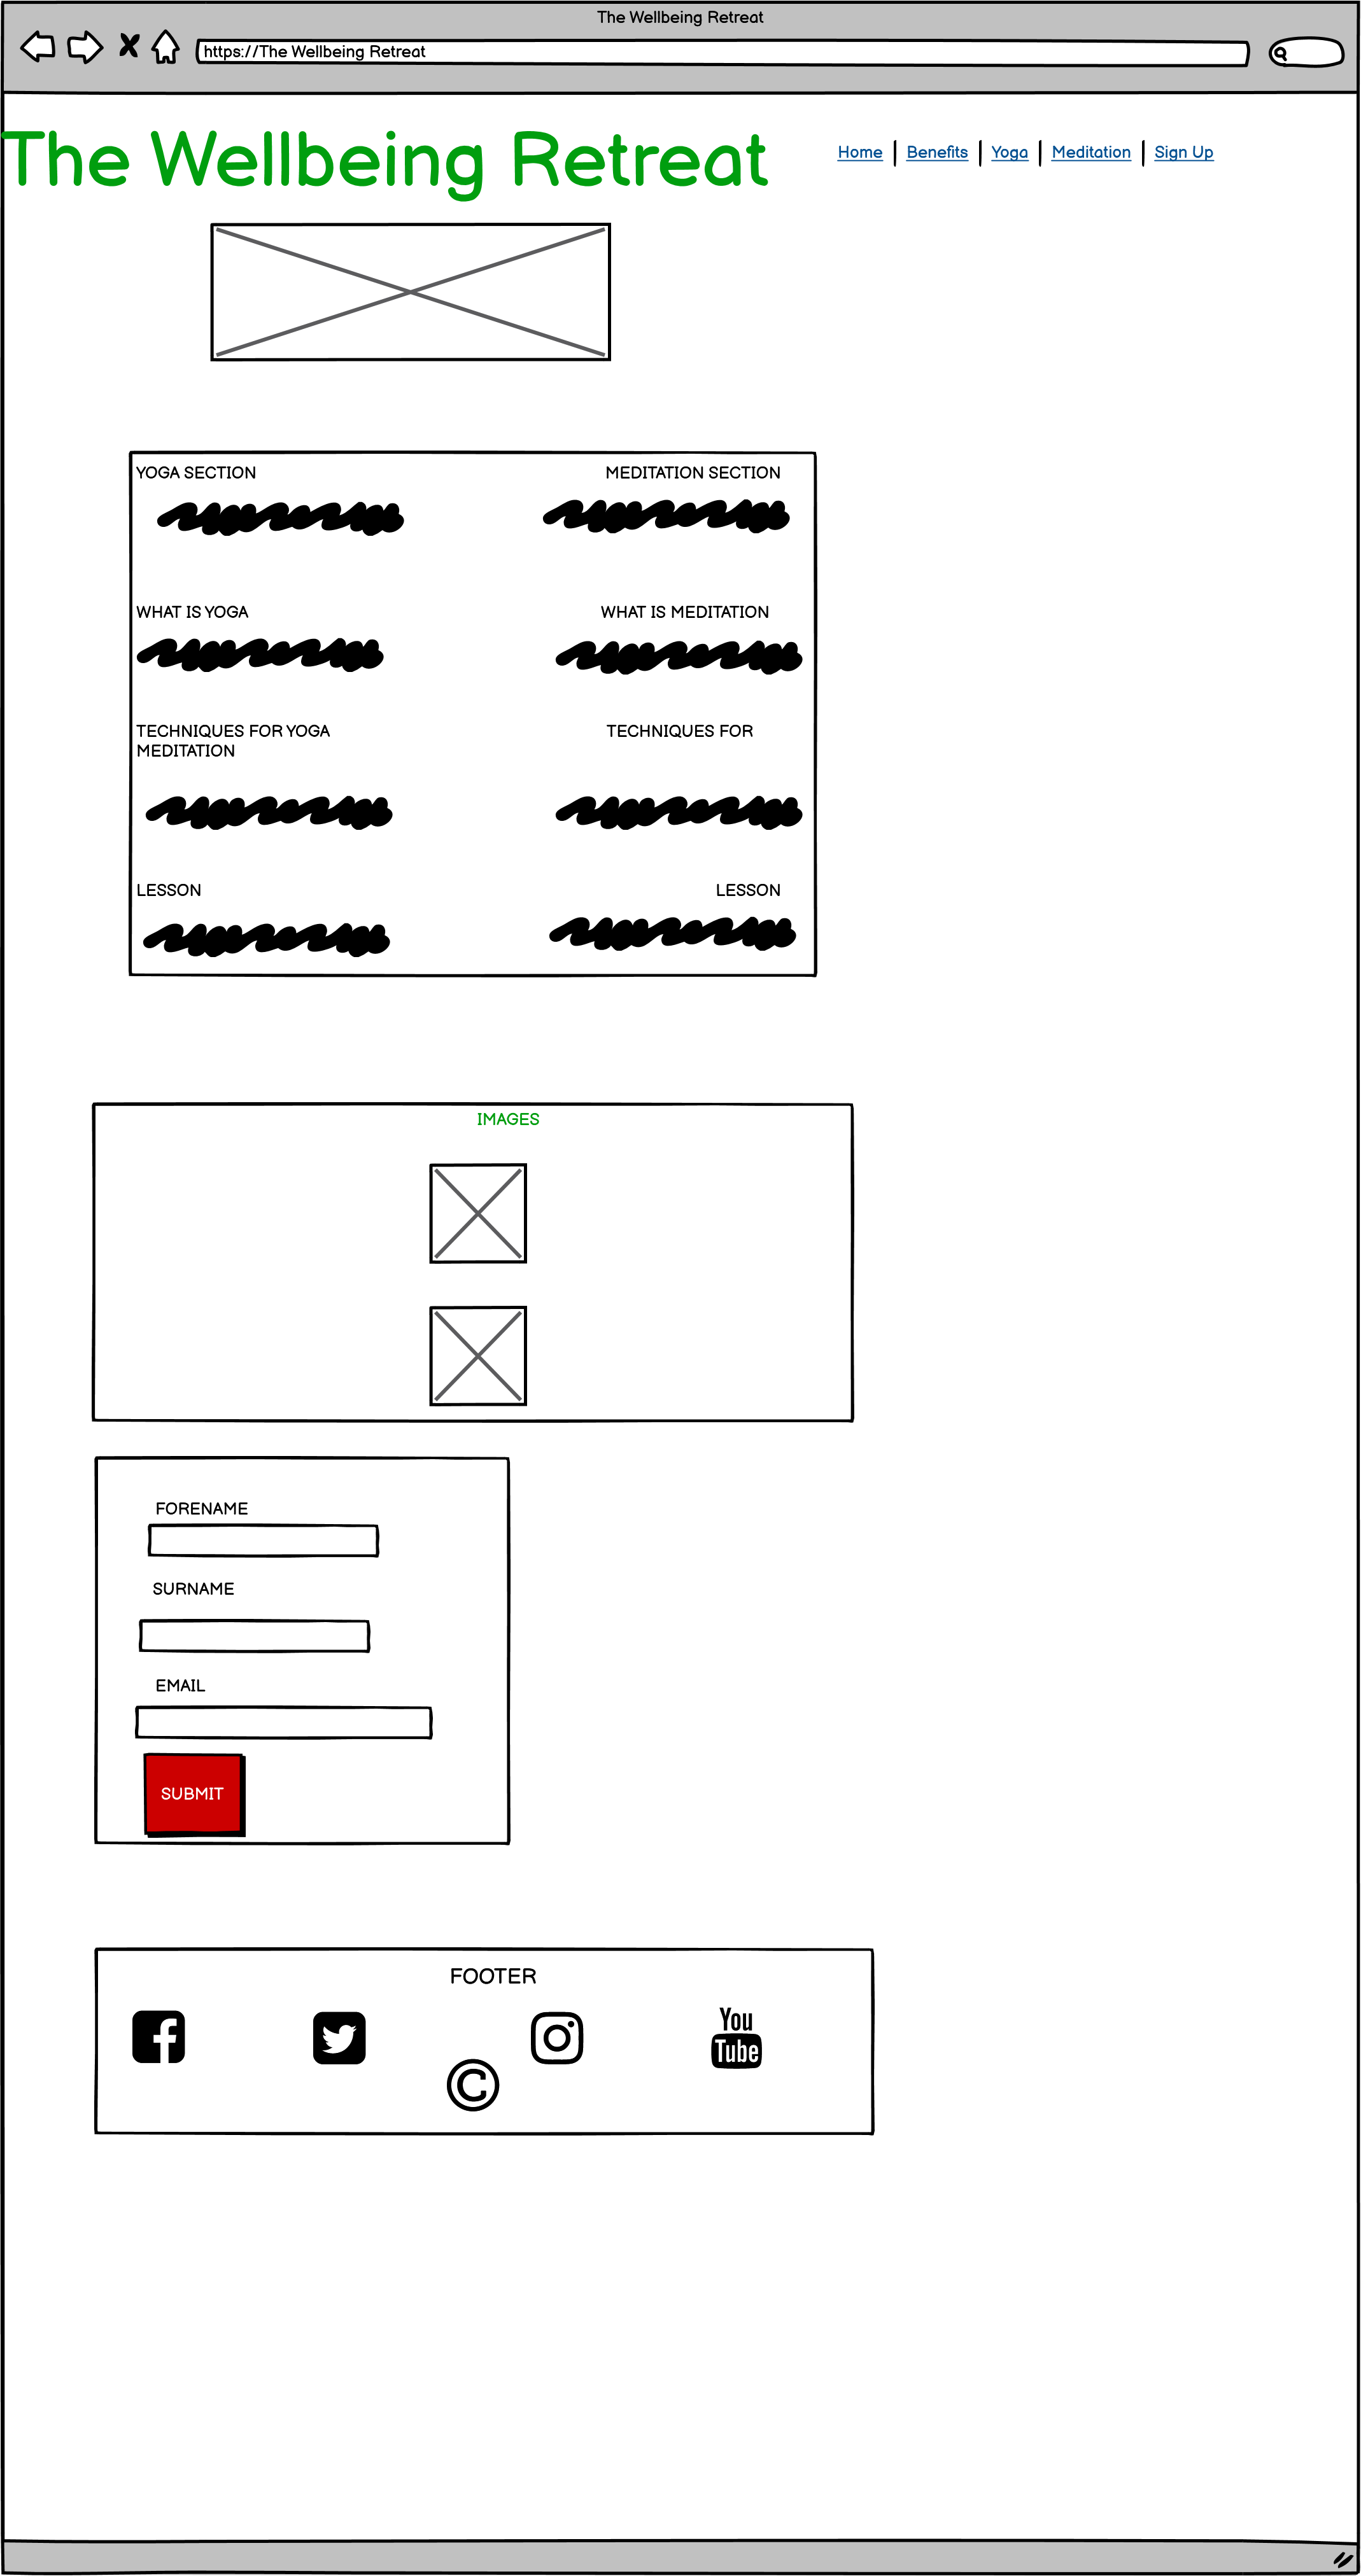 The Wellbeing Retreat
https://The Wellbeing Retreat
The Wellbeing Retreat
Home | Benefits | Yoga | Meditation | Sign Up
YOGA SECTION MEDITATION SECTION
WHAT IS YOGA WHAT IS MEDITATION
TECHNIQUES FOR YOGA TECHNIQUES FOR
MEDITATION
LESSON LESSON
IMAGES
FORENAME
SURNAME
EMAIL
SUBMIT
FOOTER
You
Tube
©